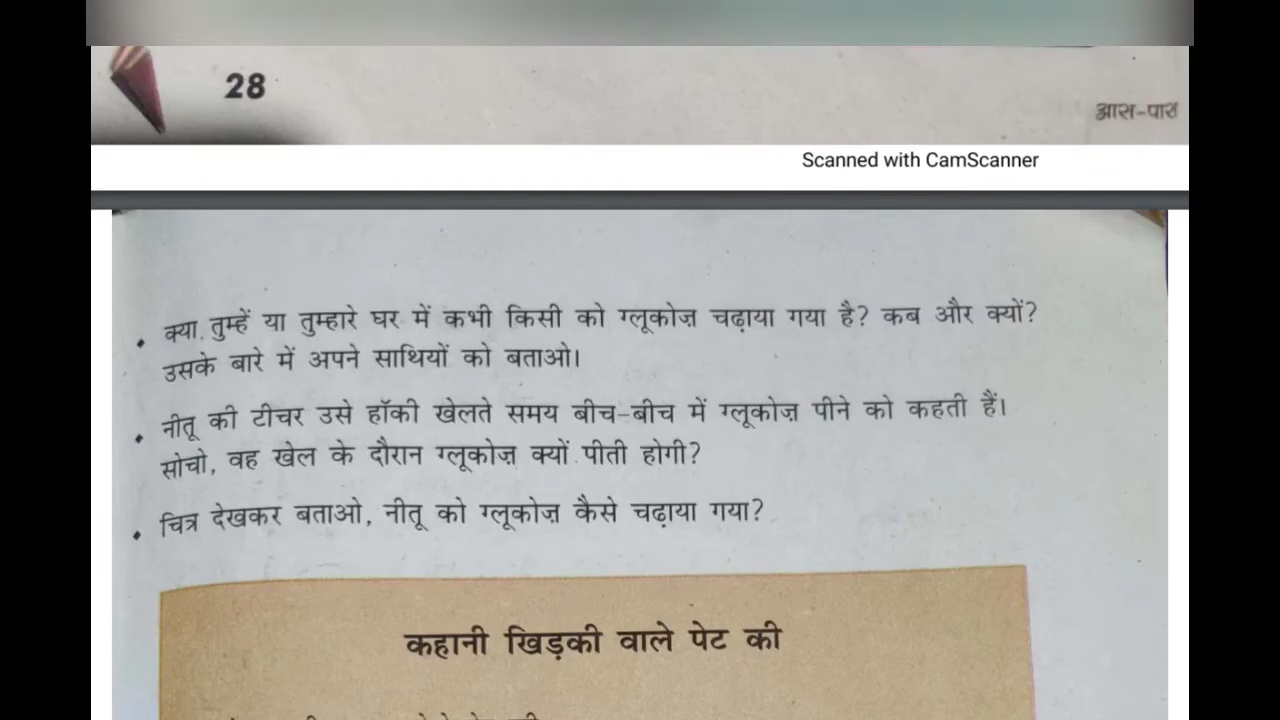 28
आस-पास
Scanned with CamScanner
• क्या तुम्हें या तुम्हारे घर में कभी किसी को ग्लूकोज़ चढ़ाया गया है? कब और क्यों?
उसके बारे में अपने साथियों को बताओ।
• नीतू की टीचर उसे हॉकी खेलते समय बीच-बीच में ग्लूकोज़ पीने को कहती हैं।
सोचो, वह खेल के दौरान ग्लूकोज़ क्यों पीती होगी?
• चित्र देखकर बताओ, नीतू को ग्लूकोज़ कैसे चढ़ाया गया?
कहानी खिड़की वाले पेट की